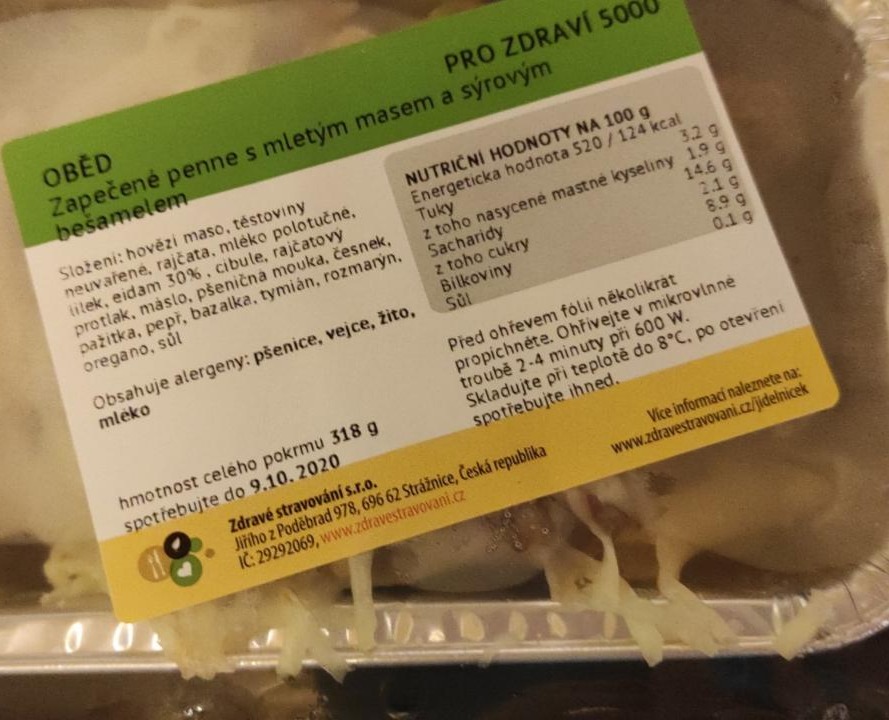 PRO ZDRAVÍ 5000
OBĚD
Zapečené penne s mletým masem a sýrovým
bešamelem
Složení: hovězí maso, těstoviny
neuvařené, rajčata, mléko polotučné,
lilek, eidam 30% , cibule, rajčatový
protlak, máslo, pšeničná mouka, česnek,
pažitka, pepř, bazalka, tymián, rozmarýn,
oregano, sůl
Obsahuje alergeny: pšenice, vejce, žito,
mléko
hmotnost celého pokrmu 318 g
spotřebujte do 9.10. 2020
NUTRIČNÍ HODNOTY NA 100 g
Energetická hodnota 520 / 124 kcal
Tuky 3.2 g
z toho nasycené mastné kyseliny 1.9 g
Sacharidy 14.6 g
z toho cukry 2.1 g
Bílkoviny 8.9 g
Sůl 0.1 g
Před ohřevem fólii několikrát
propíchněte. Ohřívejte v mikrovlnné
troubě 2-4 minuty při 600 W.
Skladujte při teplotě do 8°C, po otevření
spotřebujte ihned.
Zdravé stravování s.r.o.
Jiřího z Poděbrad 978, 696 62 Strážnice, Česká republika
IČ: 29292069, www.zdravestravovani.cz
Více informací naleznete na:
www.zdravestravovani.cz/jidelnicek